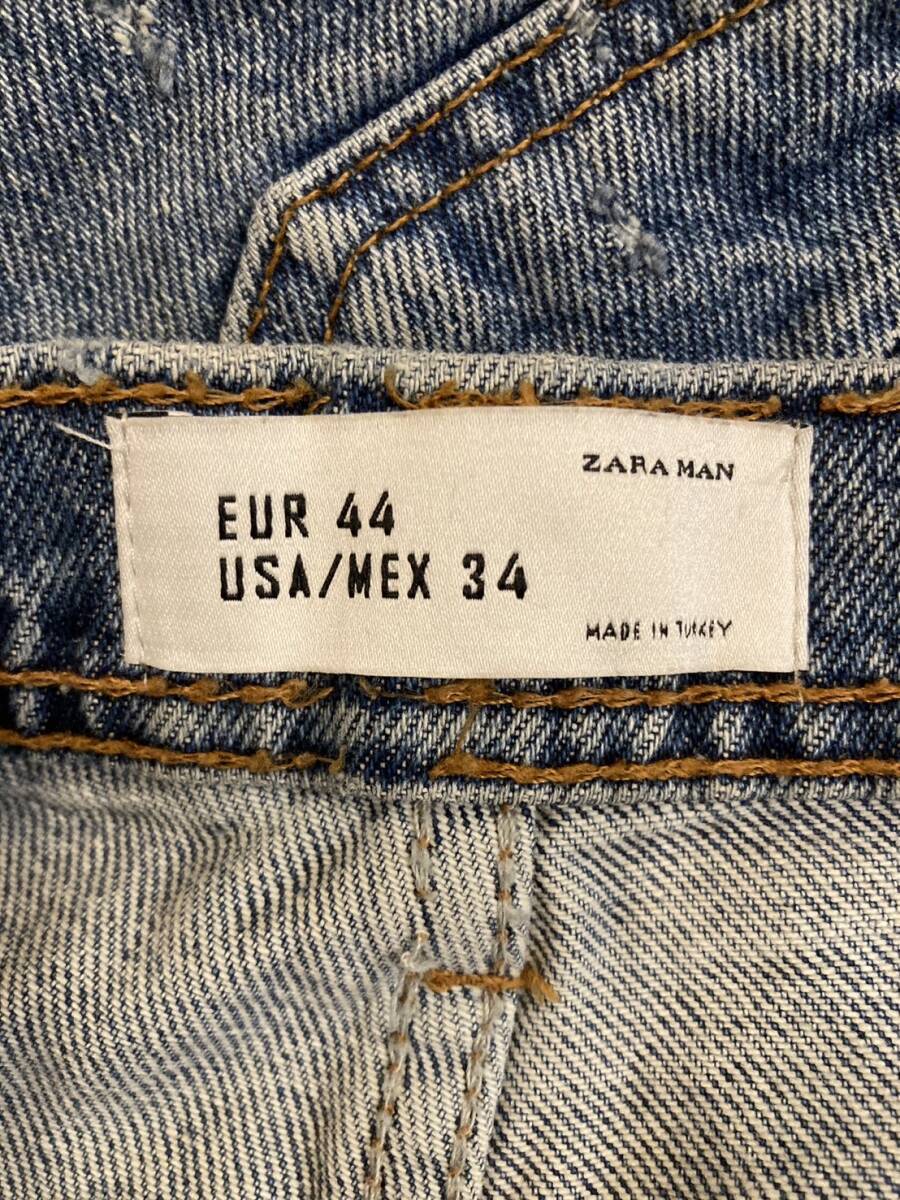 ZARA MAN
EUR 44
USA/MEX 34
MADE IN TURKEY